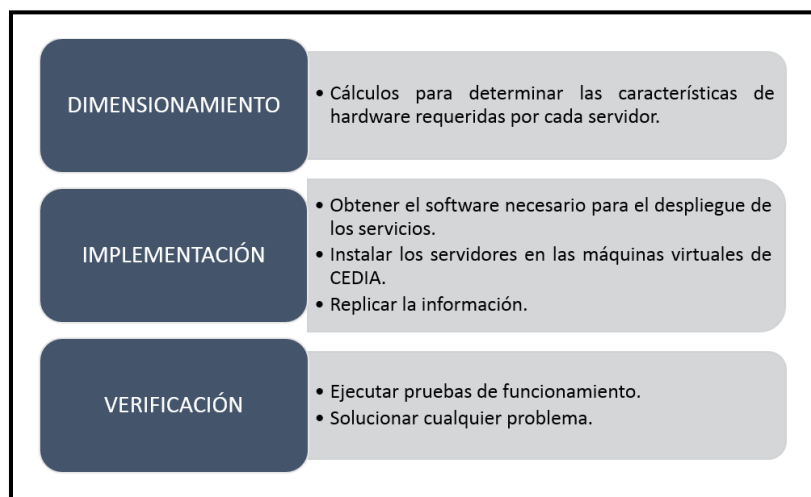 DIMENSIONAMIENTO
• Cálculos para determinar las características de
hardware requeridas por cada servidor.
IMPLEMENTACIÓN
• Obtener el software necesario para el despliegue de
los servicios.
• Instalar los servidores en las máquinas virtuales de
CEDIA.
• Replicar la información.
VERIFICACIÓN
• Ejecutar pruebas de funcionamiento.
• Solucionar cualquier problema.